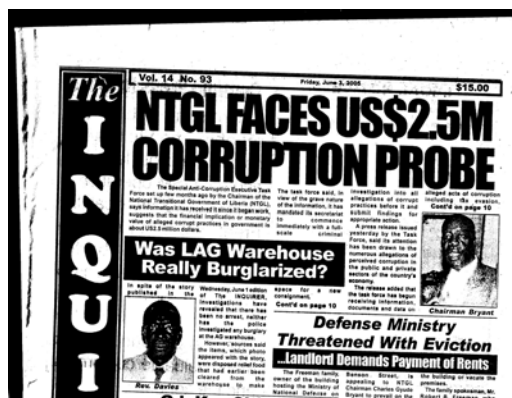 The
INQUI
Vol. 14 No. 93
Friday, June 3, 2005
$15.00
NTGL FACES US$2.5M
CORRUPTION PROBE
The Special Anti-Corruption Executive Task
Force set up few months ago by the Chairman of the
National Transitional Government of Liberia (NTGL),
says information it has received it since it began work,
suggests that the financial implication or monetary
value of alleged corrupt practices in government is
about US$2.5 million dollars.
The task force said, in
view of the grave nature
of the information, it has
mandated its secretariat
to commence
immediately with a full-
scale criminal
investigation into all
allegations of corrupt
practices before it and
submit findings for
appropriate action.
A press release issued
yesterday by the Task
Force, said its attention
has been drawn to the
numerous allegations of
perceived corruption in
the public and private
sectors of the country's
economy.
The release added that
the task force has begun
receiving information,
documents and data on
alleged acts of corruption
including tax evasion,
Cont'd on page 10
Chairman Bryant
Was LAG Warehouse
Really Burglarized?
In spite of the story
published in the
Wednesday, June 1 edition
of The INQUIRER,
investigations have
revealed that there has
been no arrest, neither
has the police
investigated any burglary
at the AG warehouse.
However, sources said
the items, which photo
appeared with the story,
were disposed relief food
that had earlier been
cleared from the
warehouse to make
space for a new
consignment.
Cont'd on page 10
Rev. Davies
Defense Ministry
Threatened With Eviction
...Landlord Demands Payment of Rents
The Freeman family,
owner of the building
hosting the Ministry of
National Defense on
Benson Street, is
appealing to NTGL
Chairman Charles Gyude
Bryant to prevail on the
the building or vacate the
premises.
The family spokesman, Mr.
Robert B. Freeman, who